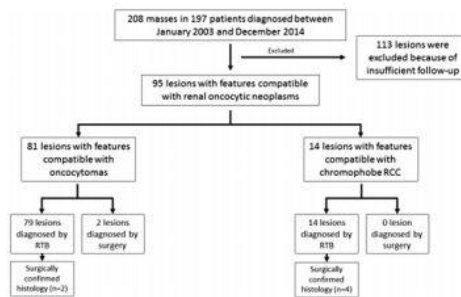 208 masses in 197 patients diagnosed between
January 2003 and December 2014
Excluded
113 lesions were
excluded because of
insufficient follow-up
95 lesions with features compatible
with renal oncocytic neoplasms
81 lesions with features
compatible with
oncocytomas
14 lesions with features
compatible with
chromophobe RCC
79 lesions
diagnosed by
RTB
2 lesions
diagnosed by
surgery
14 lesions
diagnosed by
RTB
0 lesion
diagnosed by
surgery
Surgically
confirmed
histology (n=2)
Surgically
confirmed
histology (n=4)